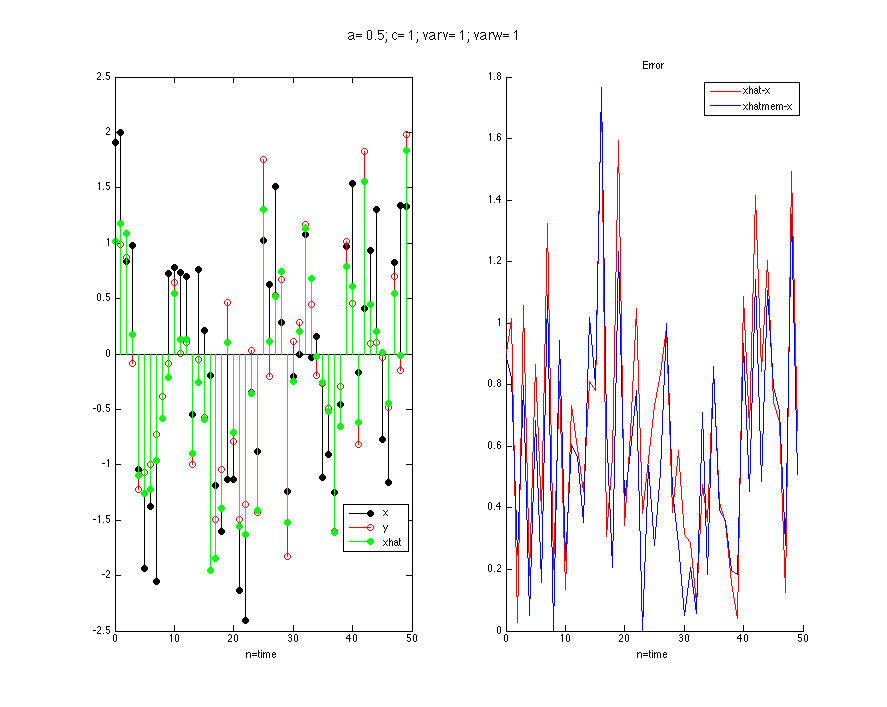 a= 0.5; c= 1; varv= 1; varw= 1
2.5
2
1.5
1
0.5
0
-0.5
-1
-1.5
-2
-2.5
0 10 20 30 40 50
n=time
x
y
xhat
Error
1.8
1.6
1.4
1.2
1
0.8
0.6
0.4
0.2
0
0 10 20 30 40 50
n=time
xhat-x
xhatmem-x